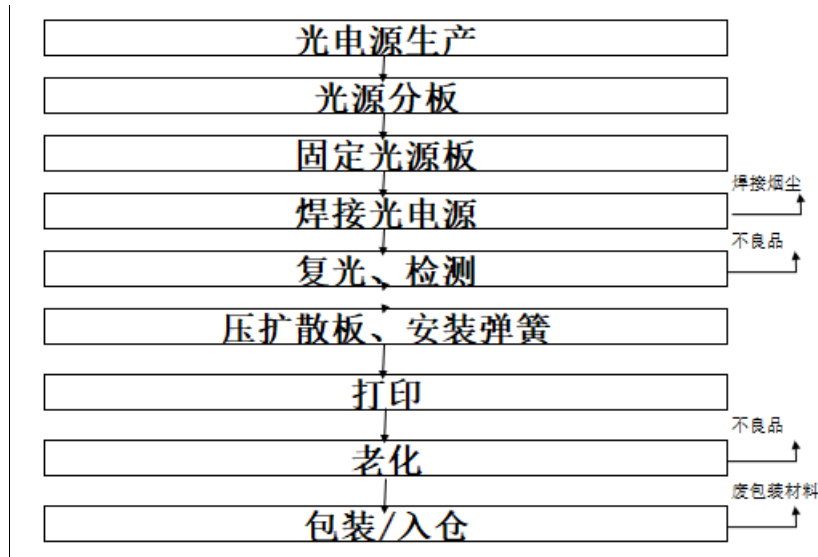 光电源生产
光源分板
固定光源板
焊接烟尘
焊接光电源
不良品
复光、检测
压扩散板、安装弹簧
打印
不良品
老化
废包装材料
包装/入仓